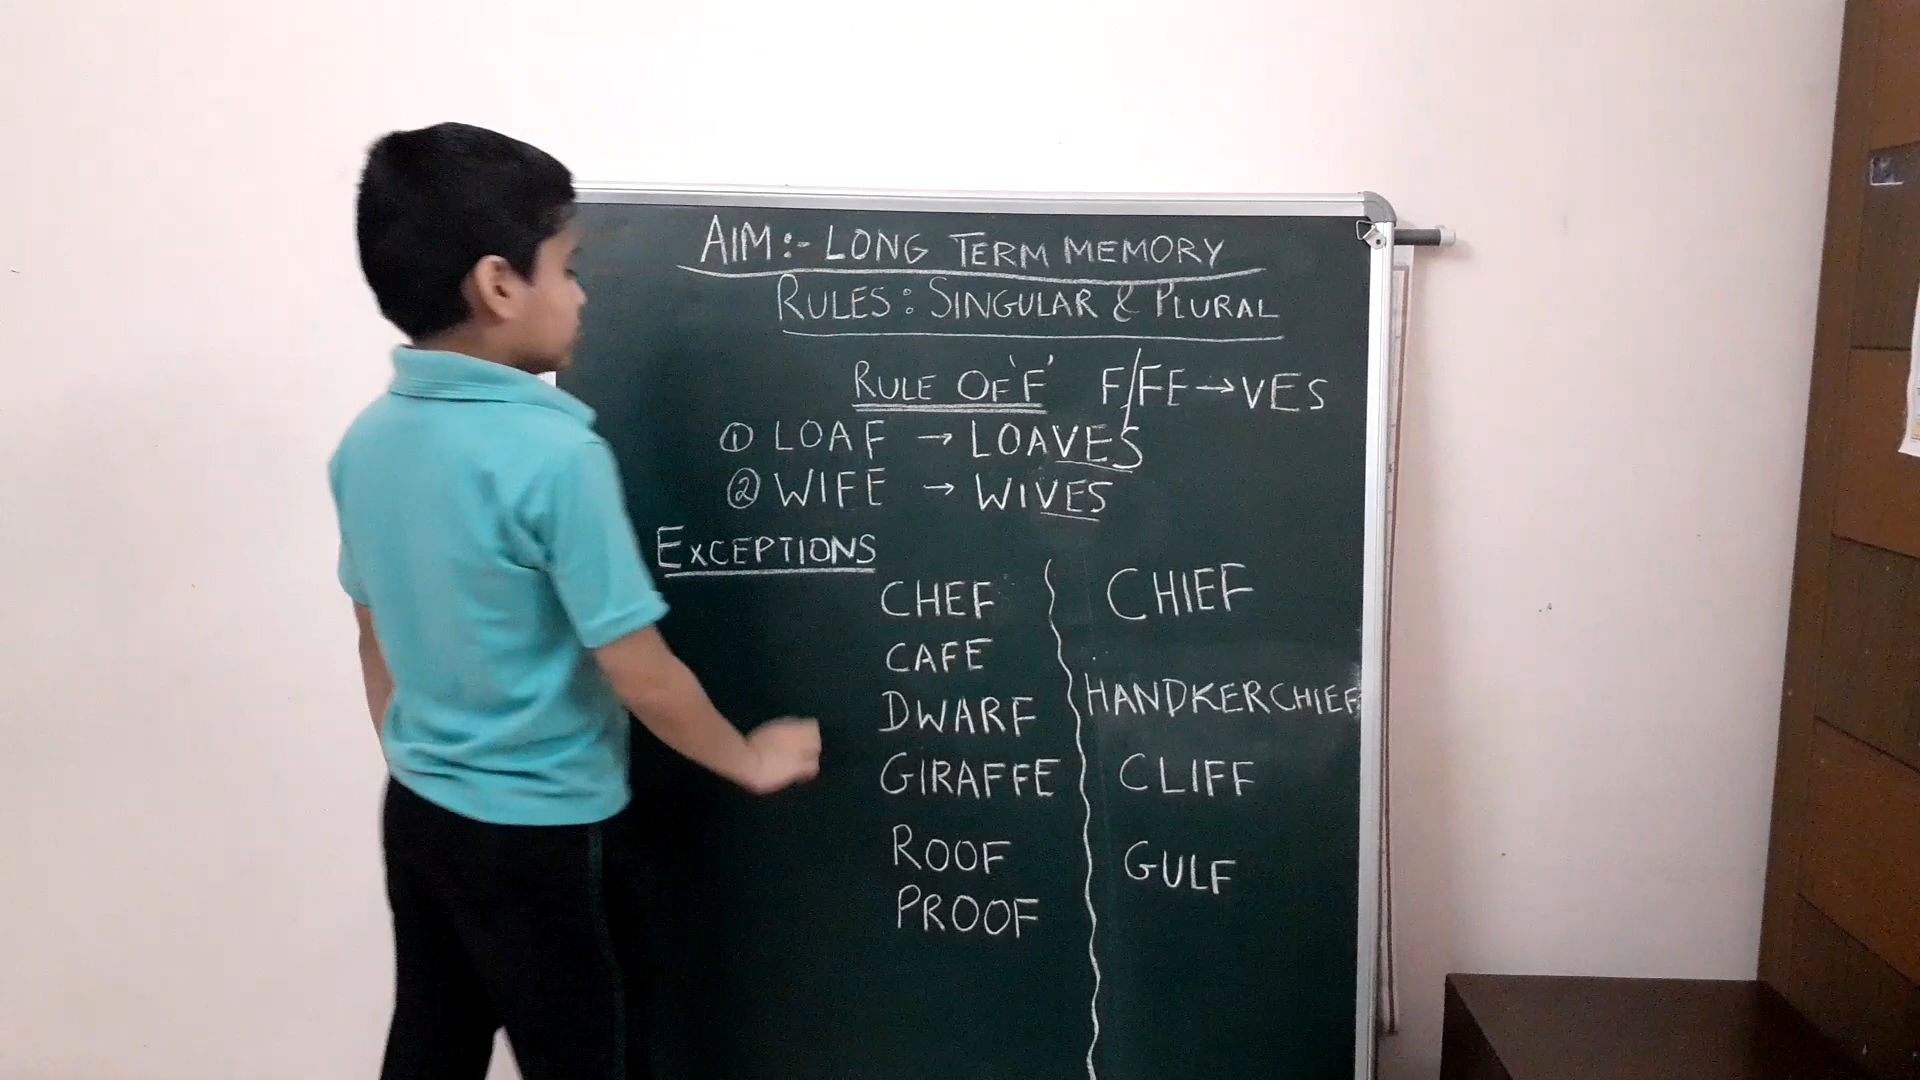 AIM:- LONG TERM MEMORY
RULES: SINGULAR & PLURAL
RULE OF 'F' F/FE → VES
① LOAF → LOAVES
② WIFE → WIVES
EXCEPTIONS
CHEF
CAFE
DWARF
GIRAFFE
ROOF
PROOF
CHIEF
HANDKERCHIEF
CLIFF
GULF